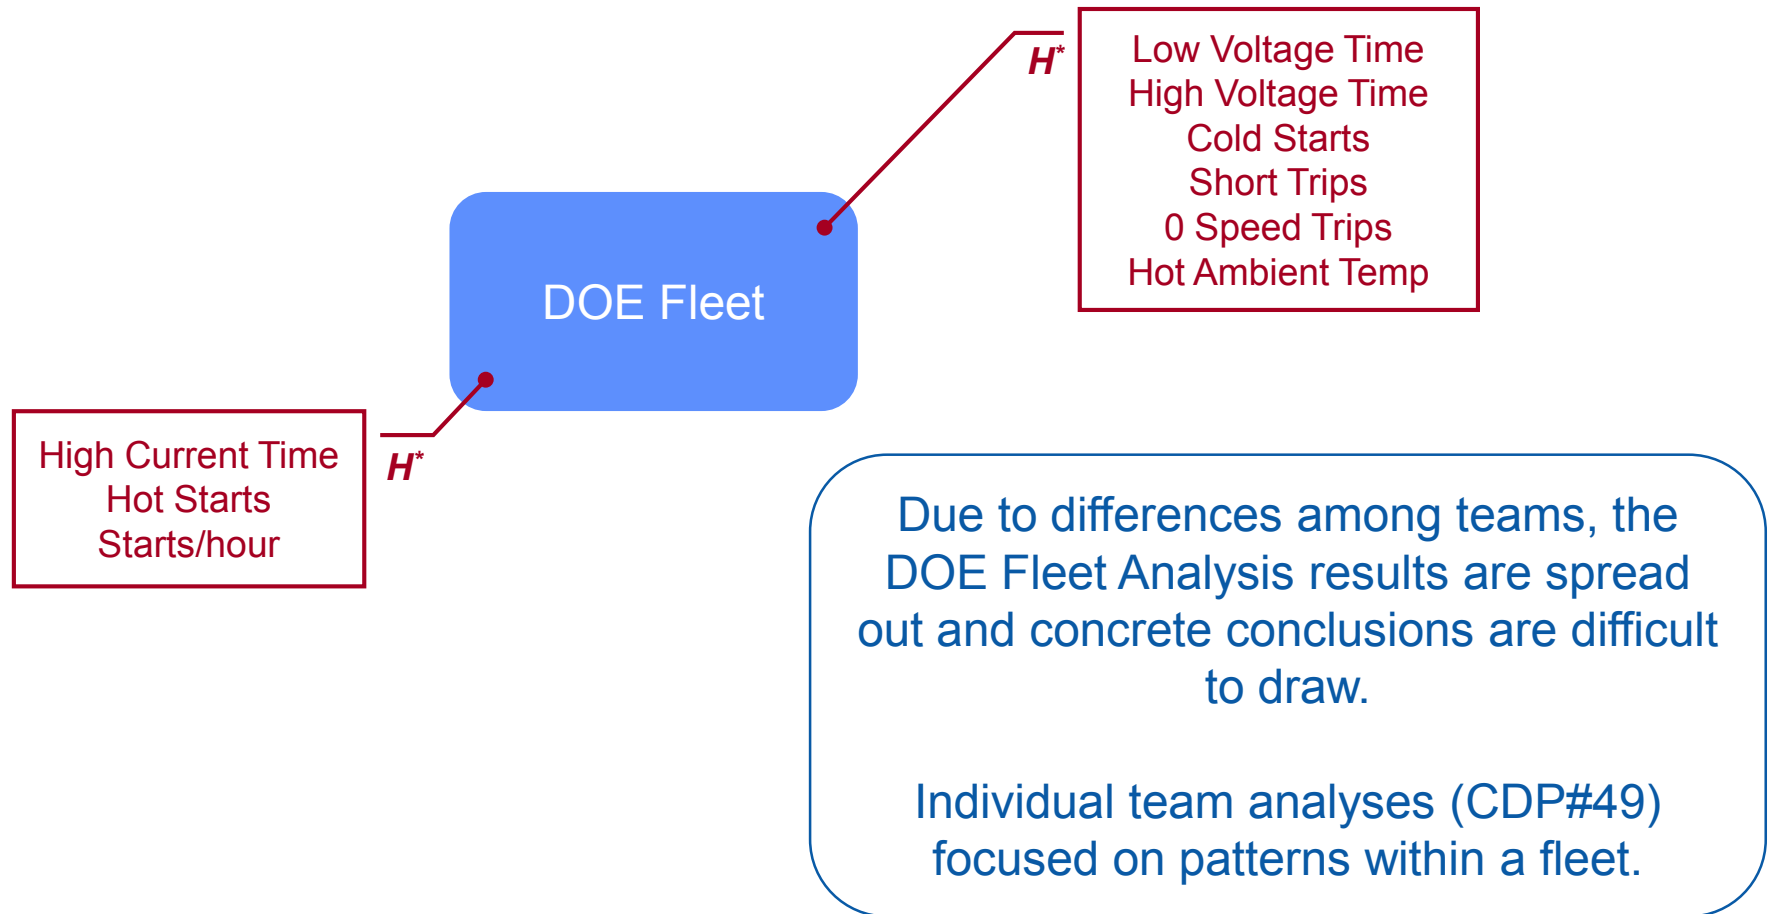 H*
Low Voltage Time
High Voltage Time
Cold Starts
Short Trips
0 Speed Trips
Hot Ambient Temp
DOE Fleet
High Current Time
Hot Starts
Starts/hour
H*
Due to differences among teams, the
DOE Fleet Analysis results are spread
out and concrete conclusions are difficult
to draw.
Individual team analyses (CDP#49)
focused on patterns within a fleet.